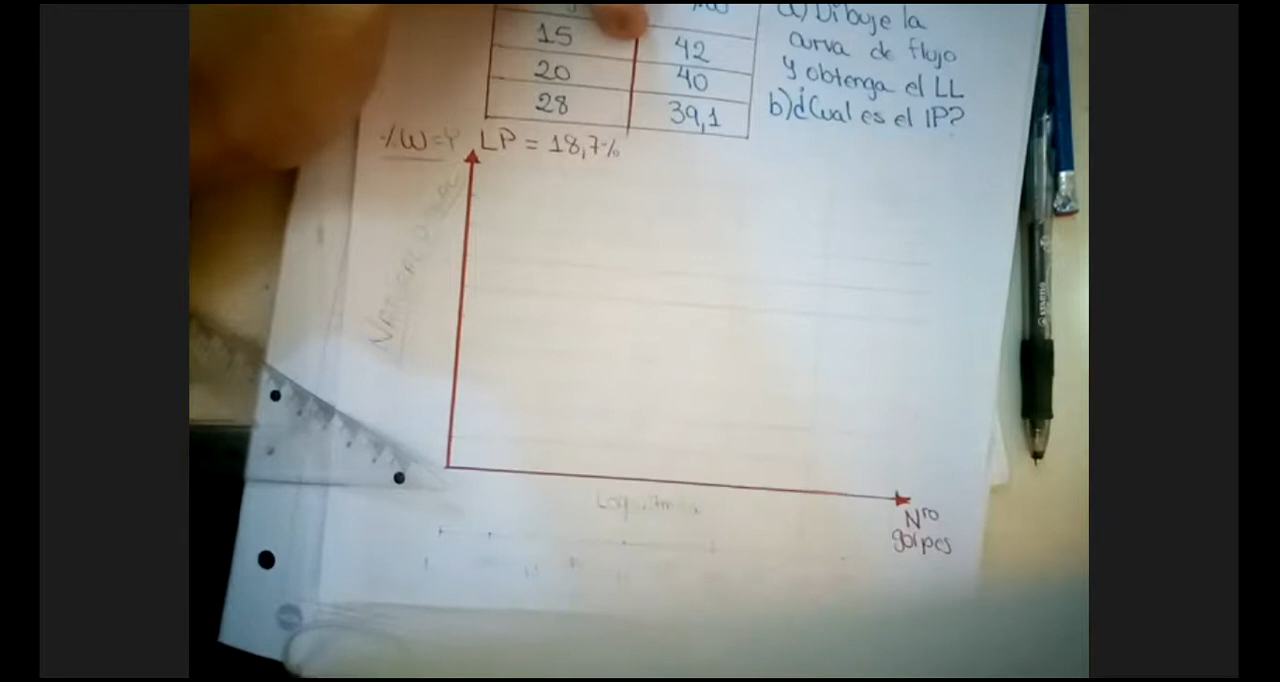 a) Dibuje la
15 42
curva de flujo
20 40
y obtenga el LL
28 39,1
b) ¿Cual es el IP?
%W=
LP = 18,7%
Nro
golpes